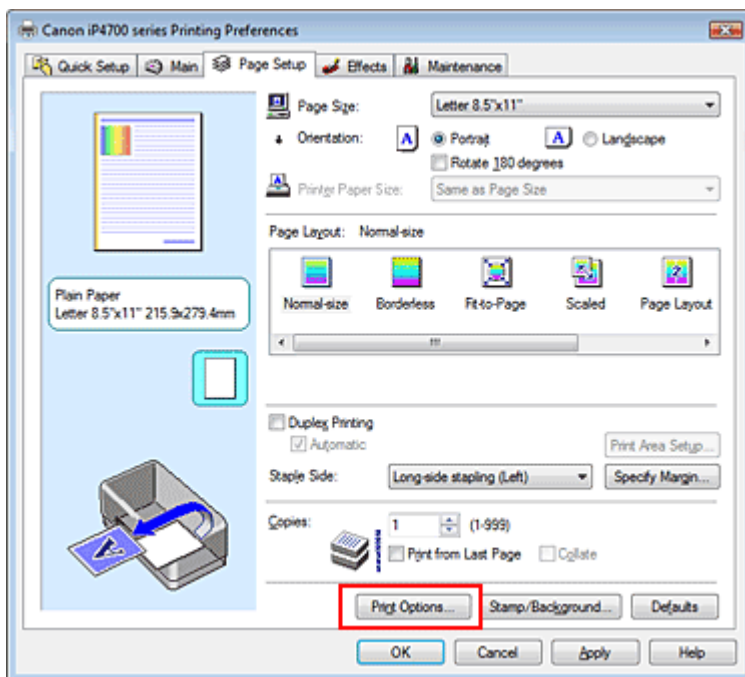 Canon iP4700 series Printing Preferences
Quick Setup Main Page Setup Effects Maintenance
Page Size: Letter 8.5"x11"
Orientation: A Portrait A Landscape
Rotate 180 degrees
Printer Paper Size: Same as Page Size
Page Layout: Normal-size
Normal-size Borderless Fit-to-Page Scaled Page Layout
Plain Paper
Letter 8.5"x11" 215.9x279.4mm
Duplex Printing
Automatic Print Area Setup...
Staple Side: Long-side stapling (Left) Specify Margin...
Copies: 1 (1-999)
Print from Last Page Collate
Print Options... Stamp/Background... Defaults
OK Cancel Apply Help